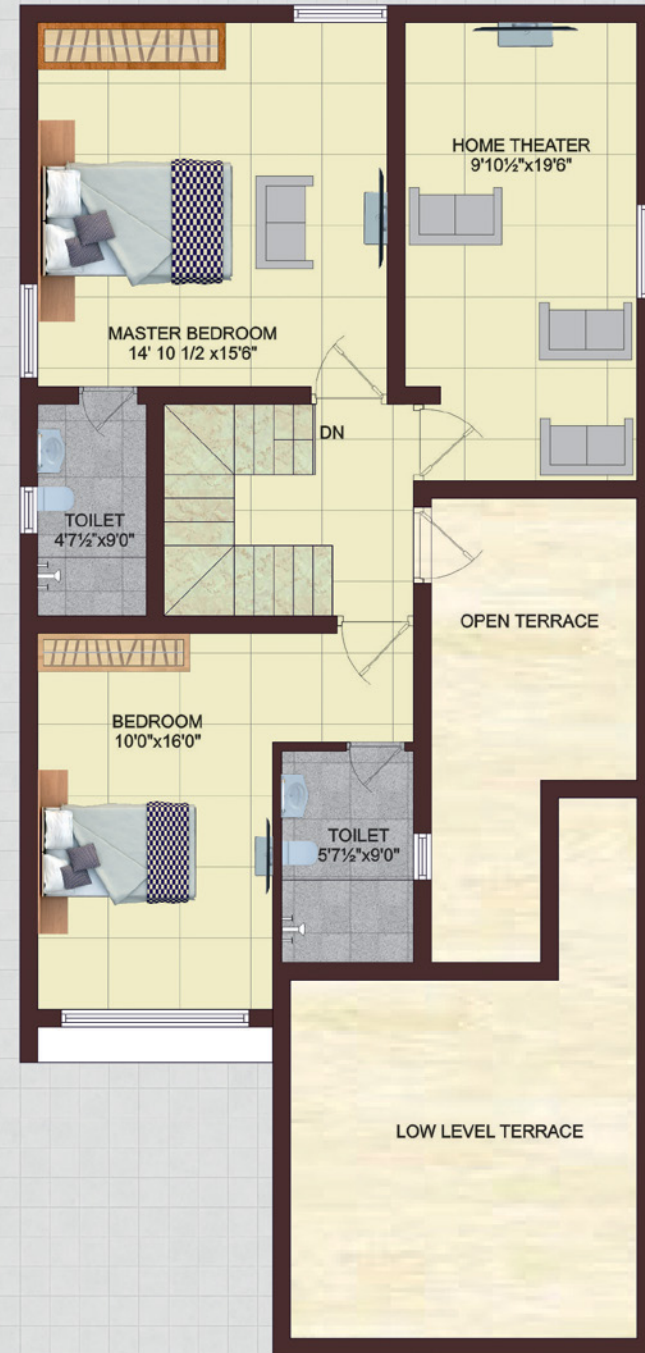 HOME THEATER
9'10½"x19'6"
MASTER BEDROOM
14' 10 1/2 x15'6"
DN
TOILET
4'7½"x9'0"
OPEN TERRACE
BEDROOM
10'0"x16'0"
TOILET
5'7½"x9'0"
LOW LEVEL TERRACE